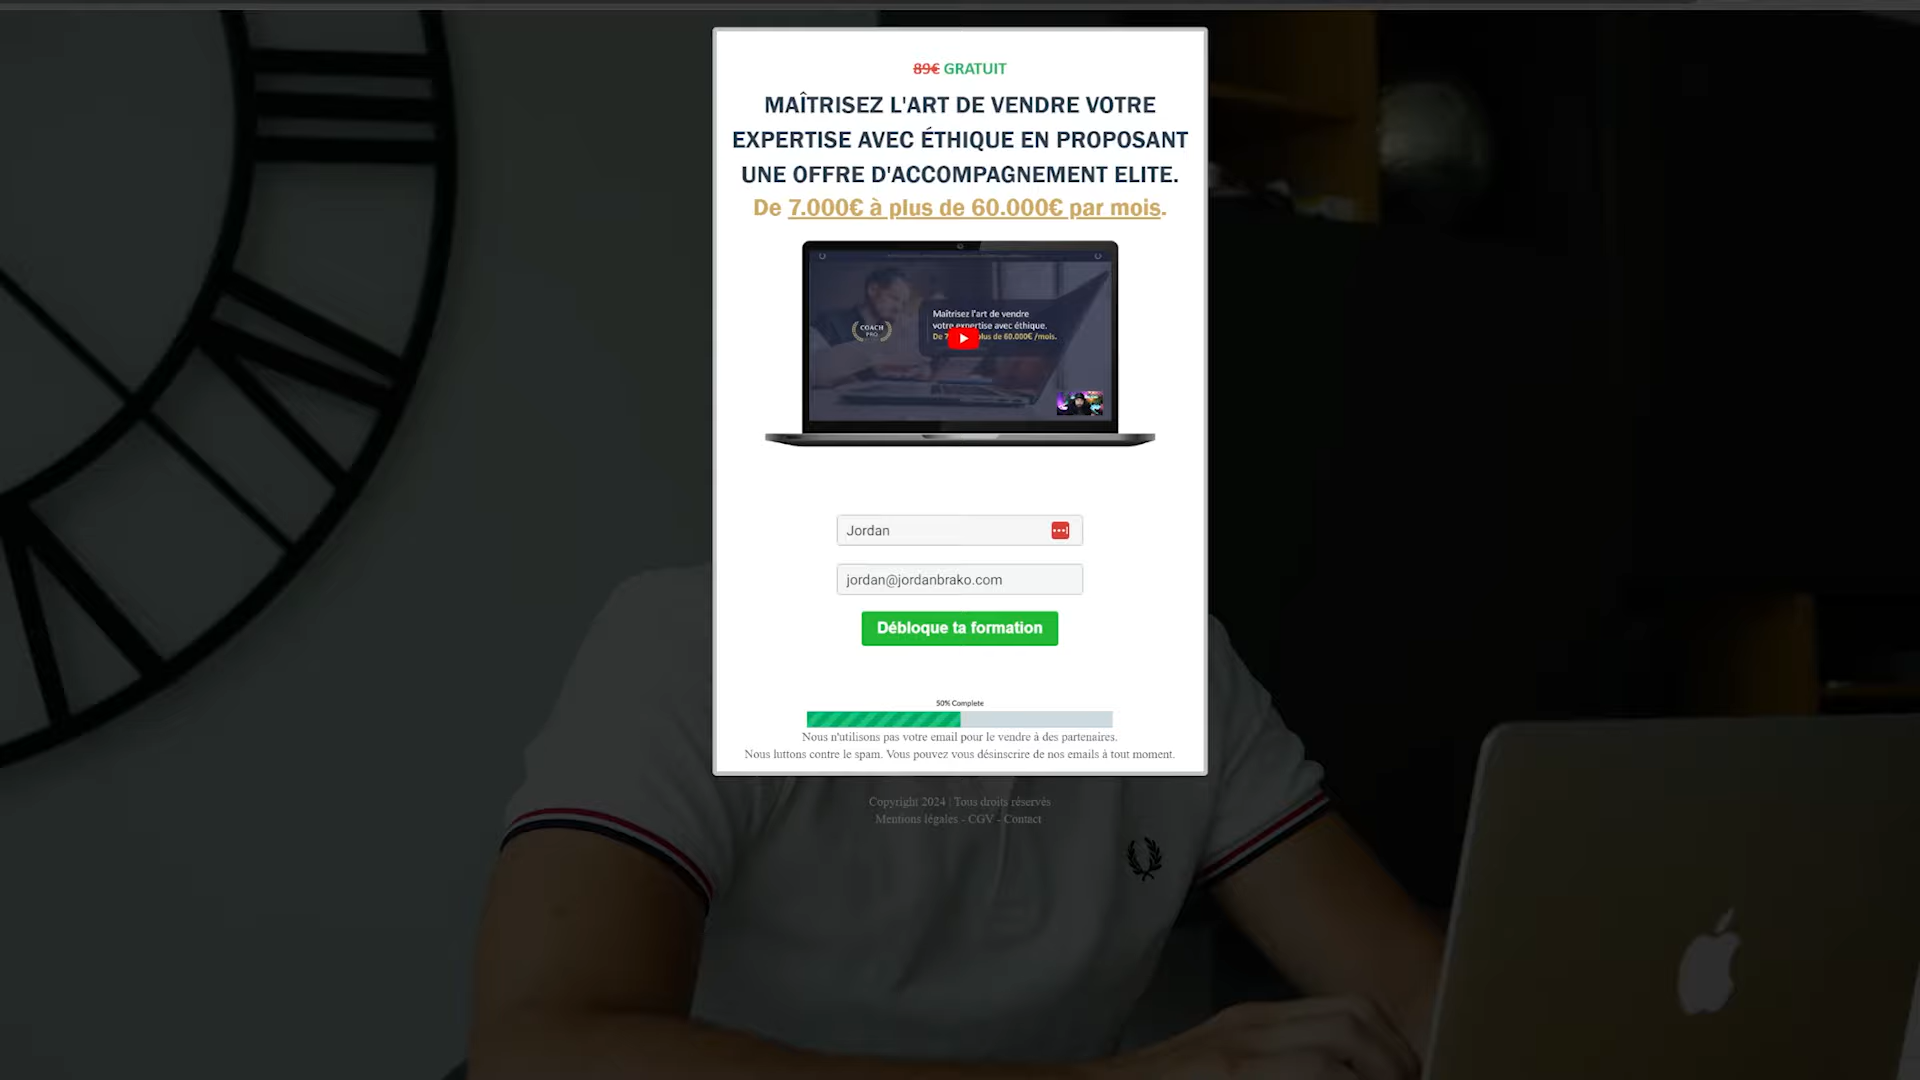 89€ GRATUIT
MAÎTRISEZ L'ART DE VENDRE VOTRE
EXPERTISE AVEC ÉTHIQUE EN PROPOSANT
UNE OFFRE D'ACCOMPAGNEMENT ELITE.
De 7.000€ à plus de 60.000€ par mois.
COACH
PRO
Maîtrisez l'art de vendre
votre expertise avec éthique.
De 7 plus de 60.000€ /mois.
Jordan
jordan@jordanbrako.com
Débloque ta formation
50% Complete
Nous n'utilisons pas votre email pour le vendre à des partenaires.
Nous luttons contre le spam. Vous pouvez vous désinscrire de nos emails à tout moment.
Copyright 2024 | Tous droits réservés
Mentions légales - CGV - Contact